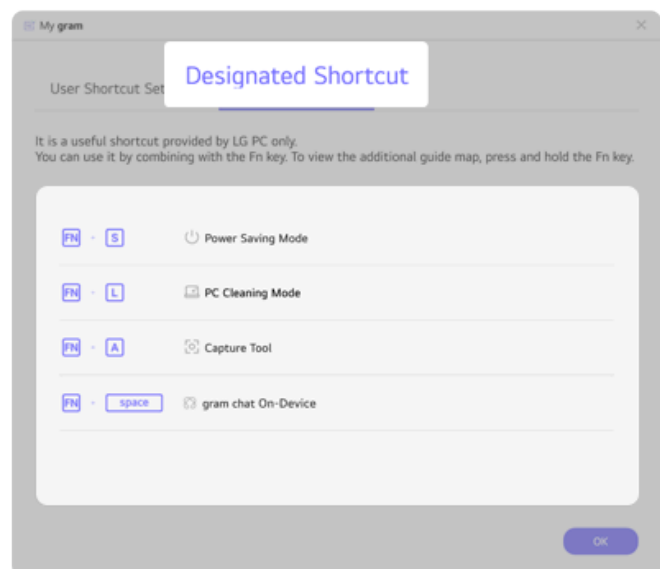 My gram
User Shortcut Set
Designated Shortcut
It is a useful shortcut provided by LG PC only.
You can use it by combining with the Fn key. To view the additional guide map, press and hold the Fn key.
FN - S Power Saving Mode
FN - L PC Cleaning Mode
FN - A Capture Tool
FN - space gram chat On-Device
OK